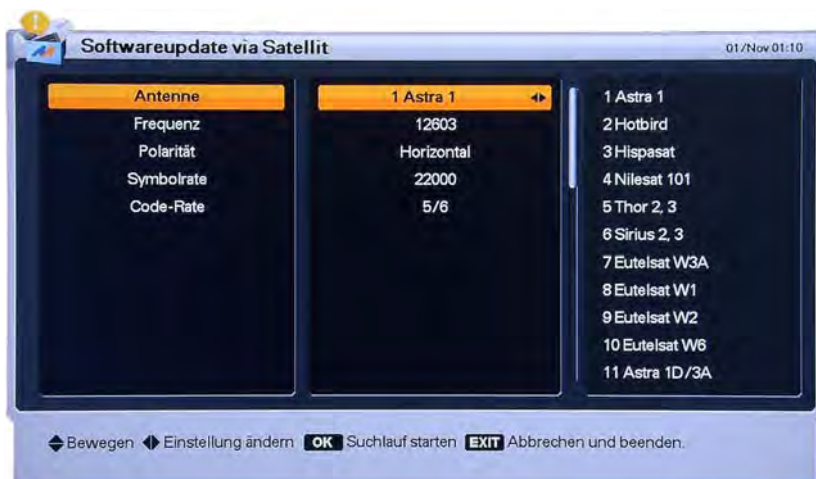 Softwareupdate via Satellit
01/Nov 01:10
Antenne
1 Astra 1
Frequenz
12603
Polarität
Horizontal
Symbolrate
22000
Code-Rate
5/6
1 Astra 1
2 Hotbird
3 Hispasat
4 Nilesat 101
5 Thor 2, 3
6 Sirius 2, 3
7 Eutelsat W3A
8 Eutelsat W1
9 Eutelsat W2
10 Eutelsat W6
11 Astra 1D/3A
Bewegen Einstellung ändern OK Suchlauf starten EXIT Abbrechen und beenden.